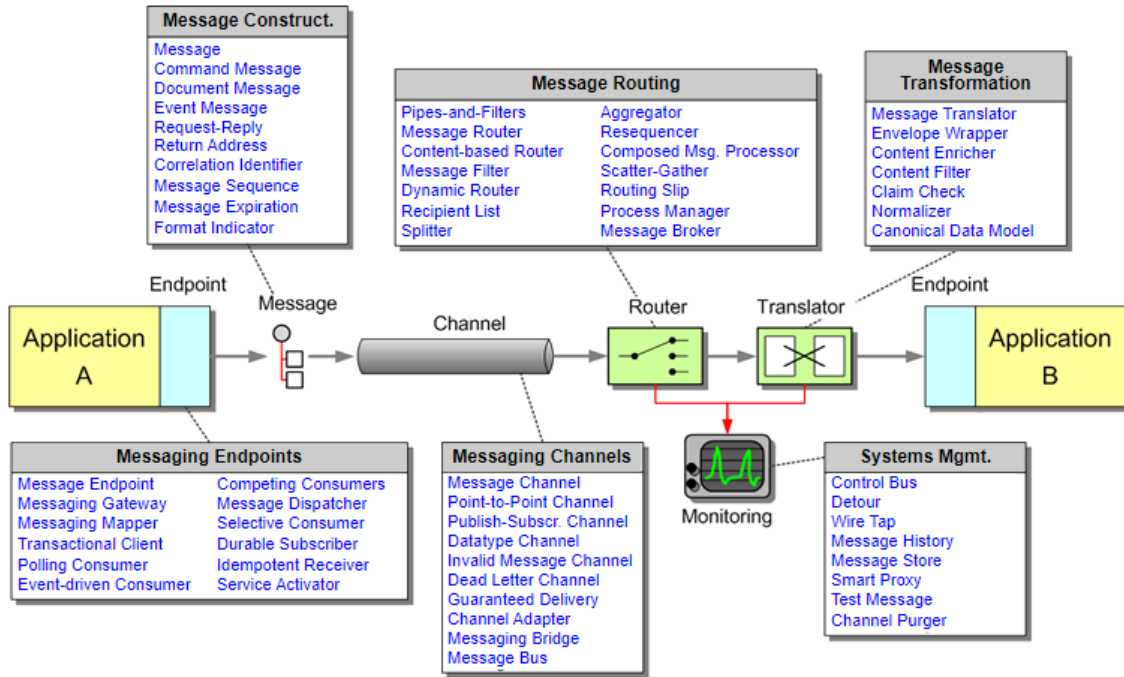 Message Construct.
Message
Command Message
Document Message
Event Message
Request-Reply
Return Address
Correlation Identifier
Message Sequence
Message Expiration
Format Indicator
Message Routing
Pipes-and-Filters
Message Router
Content-based Router
Message Filter
Dynamic Router
Recipient List
Splitter
Aggregator
Resequencer
Composed Msg. Processor
Scatter-Gather
Routing Slip
Process Manager
Message Broker
Message
Transformation
Message Translator
Envelope Wrapper
Content Enricher
Content Filter
Claim Check
Normalizer
Canonical Data Model
Endpoint
Message
Channel
Router
Translator
Endpoint
Application
A
Application
B
Messaging Endpoints
Message Endpoint
Messaging Gateway
Messaging Mapper
Transactional Client
Polling Consumer
Event-driven Consumer
Competing Consumers
Message Dispatcher
Selective Consumer
Durable Subscriber
Idempotent Receiver
Service Activator
Messaging Channels
Message Channel
Point-to-Point Channel
Publish-Subscr. Channel
Datatype Channel
Invalid Message Channel
Dead Letter Channel
Guaranteed Delivery
Channel Adapter
Messaging Bridge
Message Bus
Monitoring
Systems Mgmt.
Control Bus
Detour
Wire Tap
Message History
Message Store
Smart Proxy
Test Message
Channel Purger